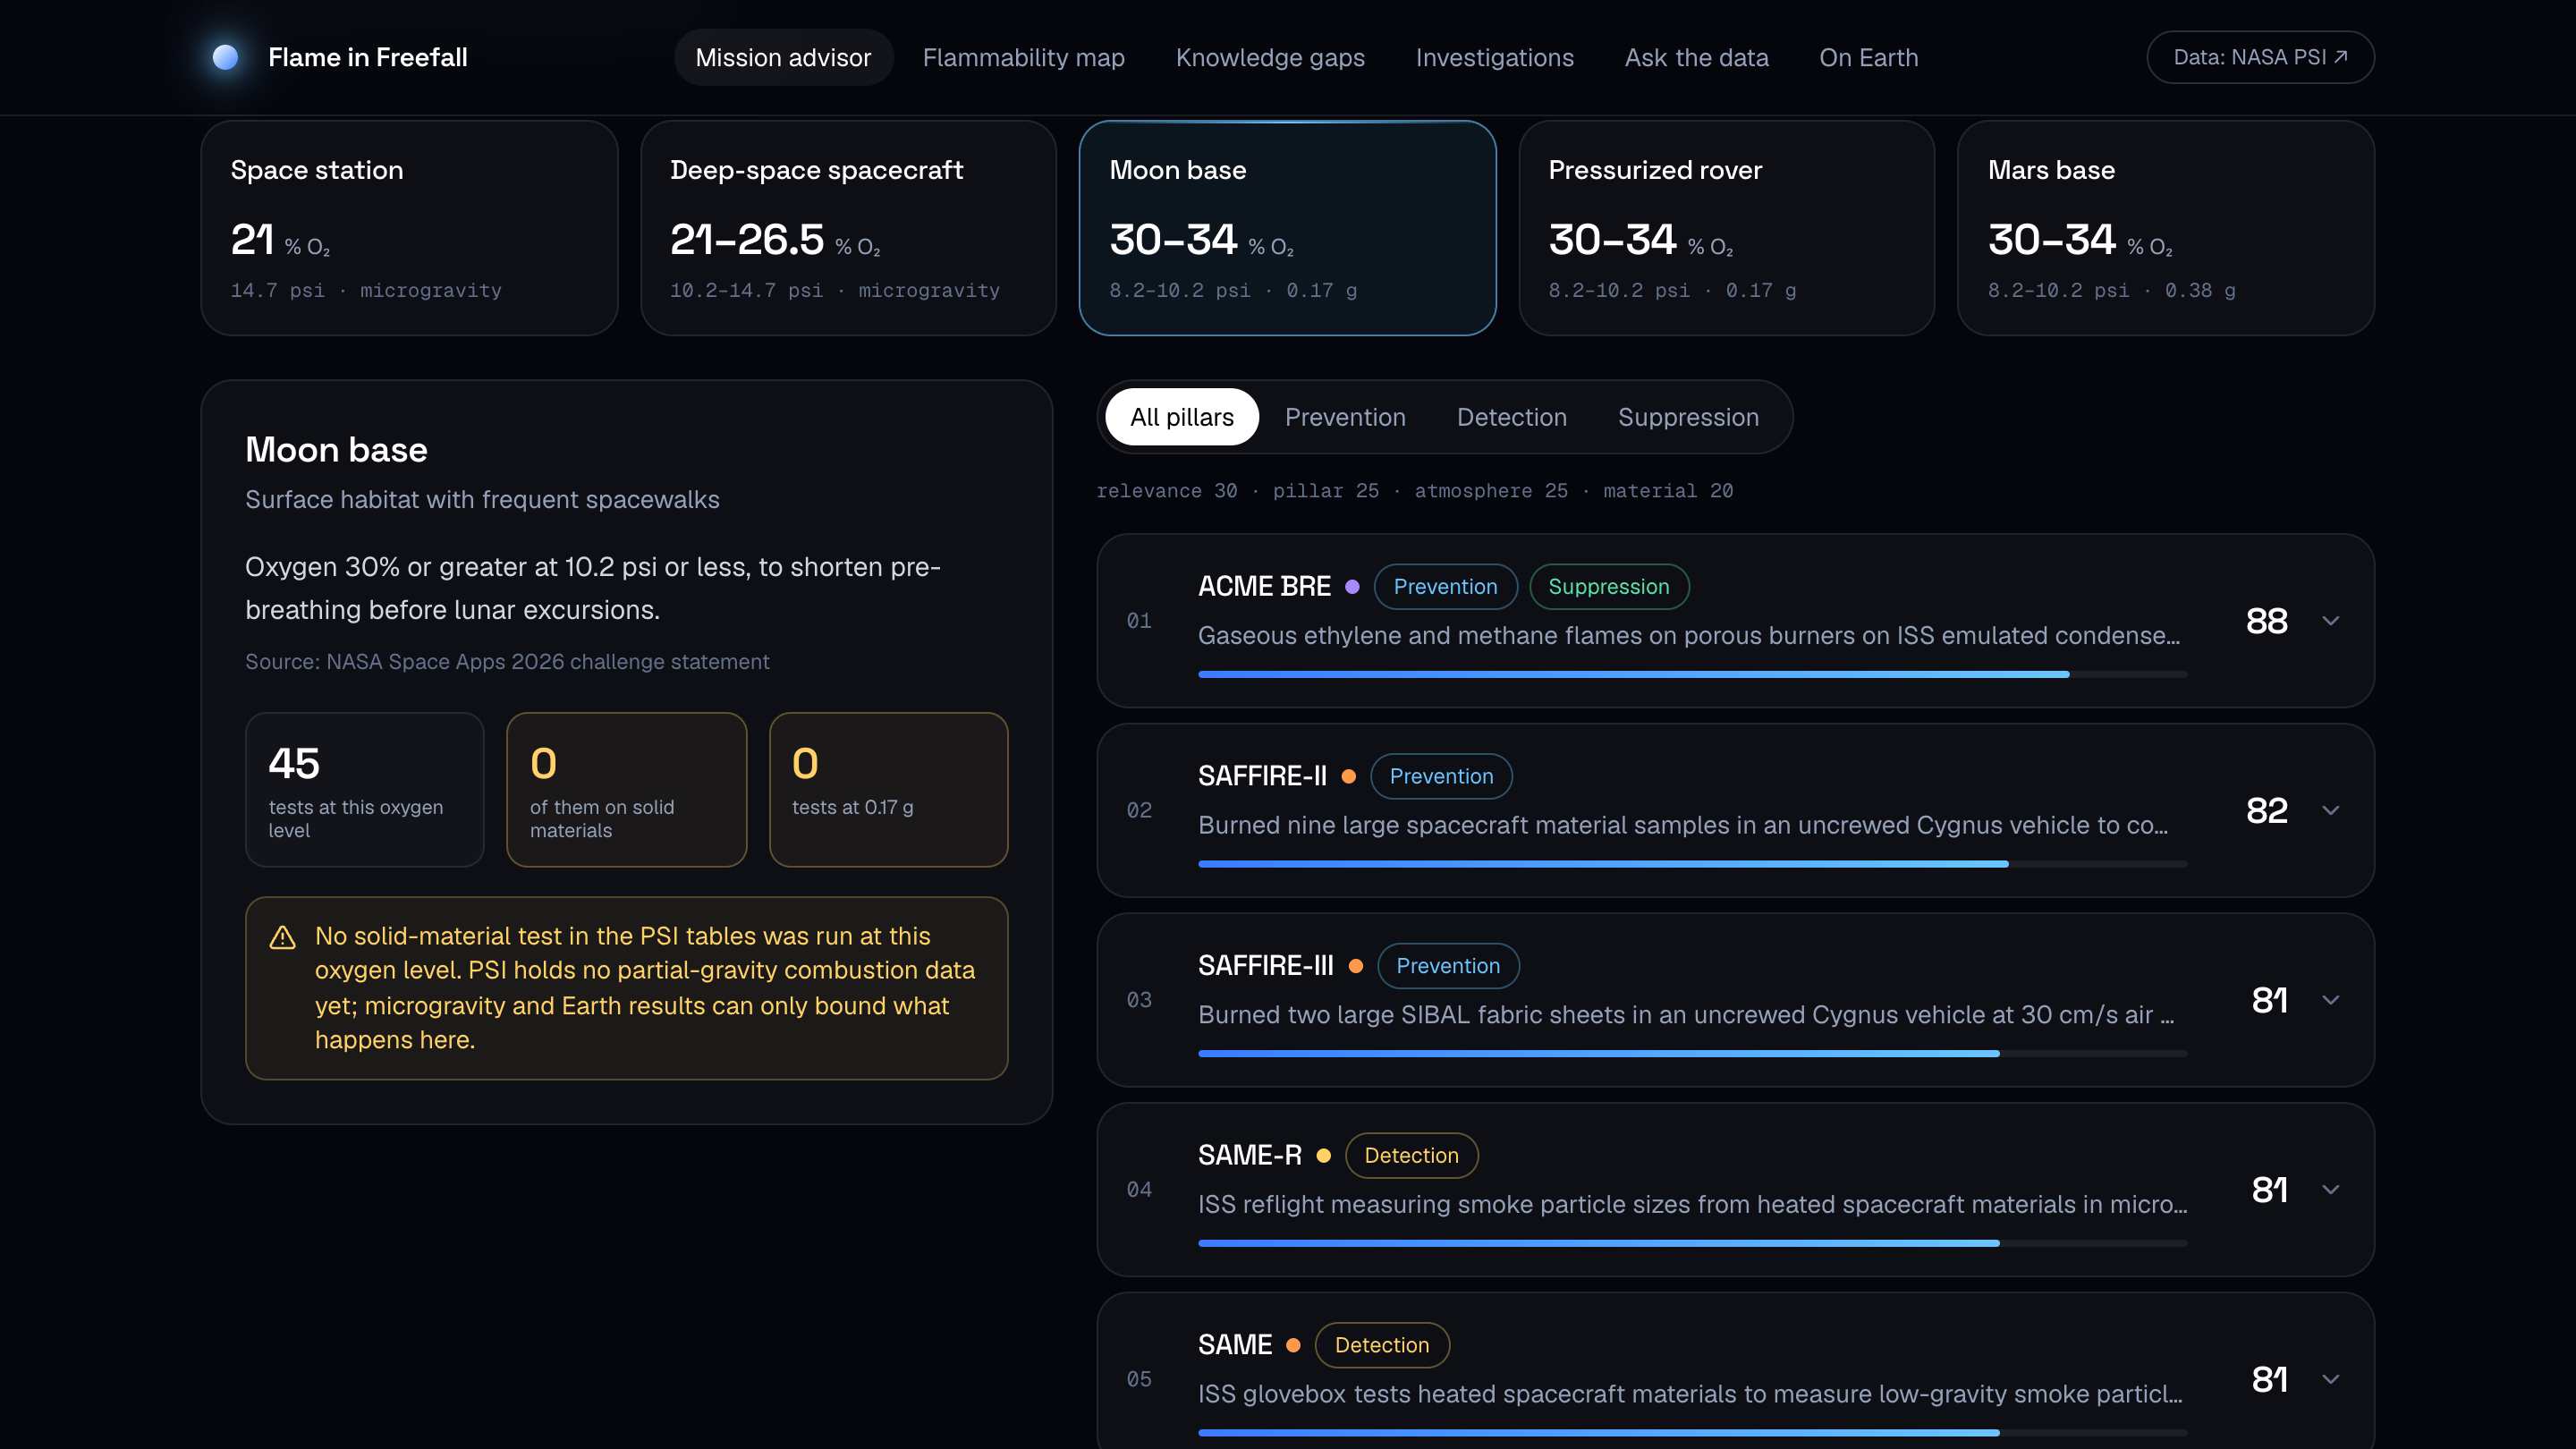 Flame in Freefall
Mission advisor
Flammability map
Knowledge gaps
Investigations
Ask the data
On Earth
Data: NASA PSI ↗
Space station
21 % O₂
14.7 psi · microgravity
Deep-space spacecraft
21–26.5 % O₂
10.2–14.7 psi · microgravity
Moon base
30–34 % O₂
8.2–10.2 psi · 0.17 g
Pressurized rover
30–34 % O₂
8.2–10.2 psi · 0.17 g
Mars base
30–34 % O₂
8.2–10.2 psi · 0.38 g
Moon base
Surface habitat with frequent spacewalks
Oxygen 30% or greater at 10.2 psi or less, to shorten pre-
breathing before lunar excursions.
Source: NASA Space Apps 2026 challenge statement
45
tests at this oxygen
level
0
of them on solid
materials
0
tests at 0.17 g
No solid-material test in the PSI tables was run at this
oxygen level. PSI holds no partial-gravity combustion data
yet; microgravity and Earth results can only bound what
happens here.
All pillars
Prevention
Detection
Suppression
relevance 30 · pillar 25 · atmosphere 25 · material 20
01
ACME BRE
Prevention
Suppression
Gaseous ethylene and methane flames on porous burners on ISS emulated condense...
88
02
SAFFIRE-II
Prevention
Burned nine large spacecraft material samples in an uncrewed Cygnus vehicle to co...
82
03
SAFFIRE-III
Prevention
Burned two large SIBAL fabric sheets in an uncrewed Cygnus vehicle at 30 cm/s air ...
81
04
SAME-R
Detection
ISS reflight measuring smoke particle sizes from heated spacecraft materials in micro...
81
05
SAME
Detection
ISS glovebox tests heated spacecraft materials to measure low-gravity smoke particl...
81